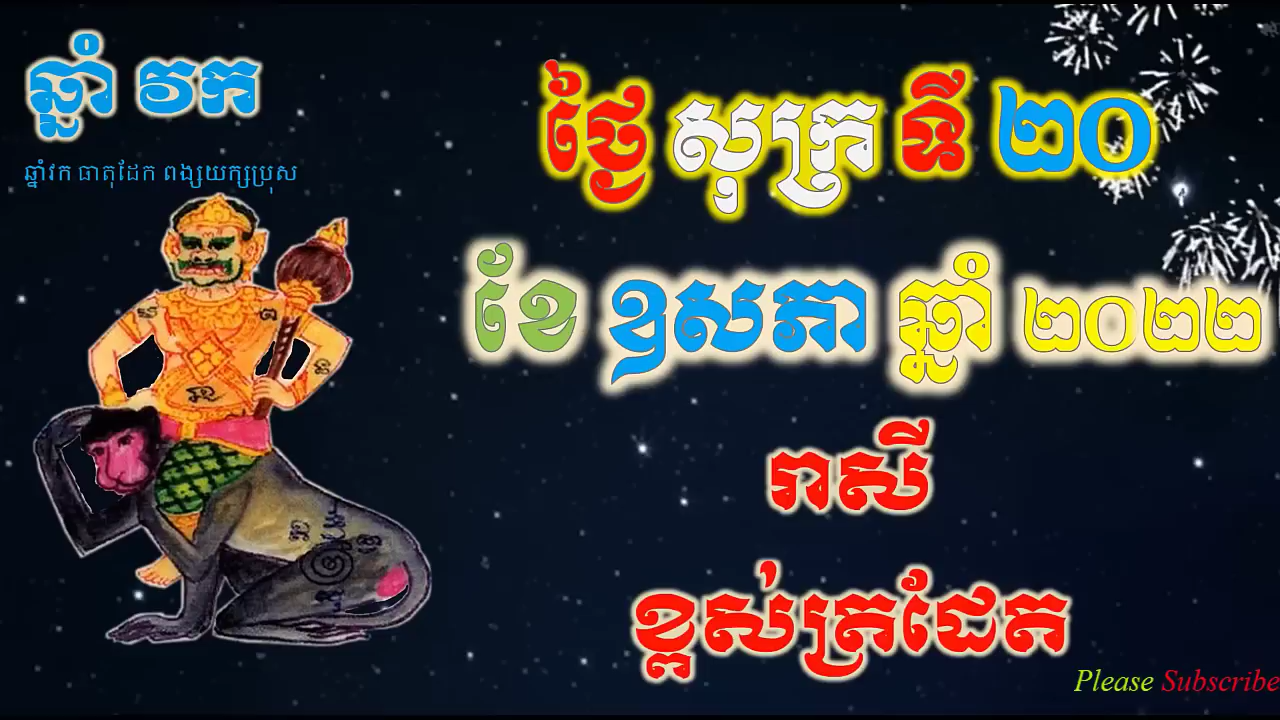 ឆ្នាំ វក
ឆ្នាំវក ធាតុដែក ពង្សយក្សប្រុស
ថ្ងៃ សុក្រ ទី ២០
ខែ ឧសភា ឆ្នាំ ២០២២
រាសី
ខ្ពស់ត្រដែត
Please Subscribe